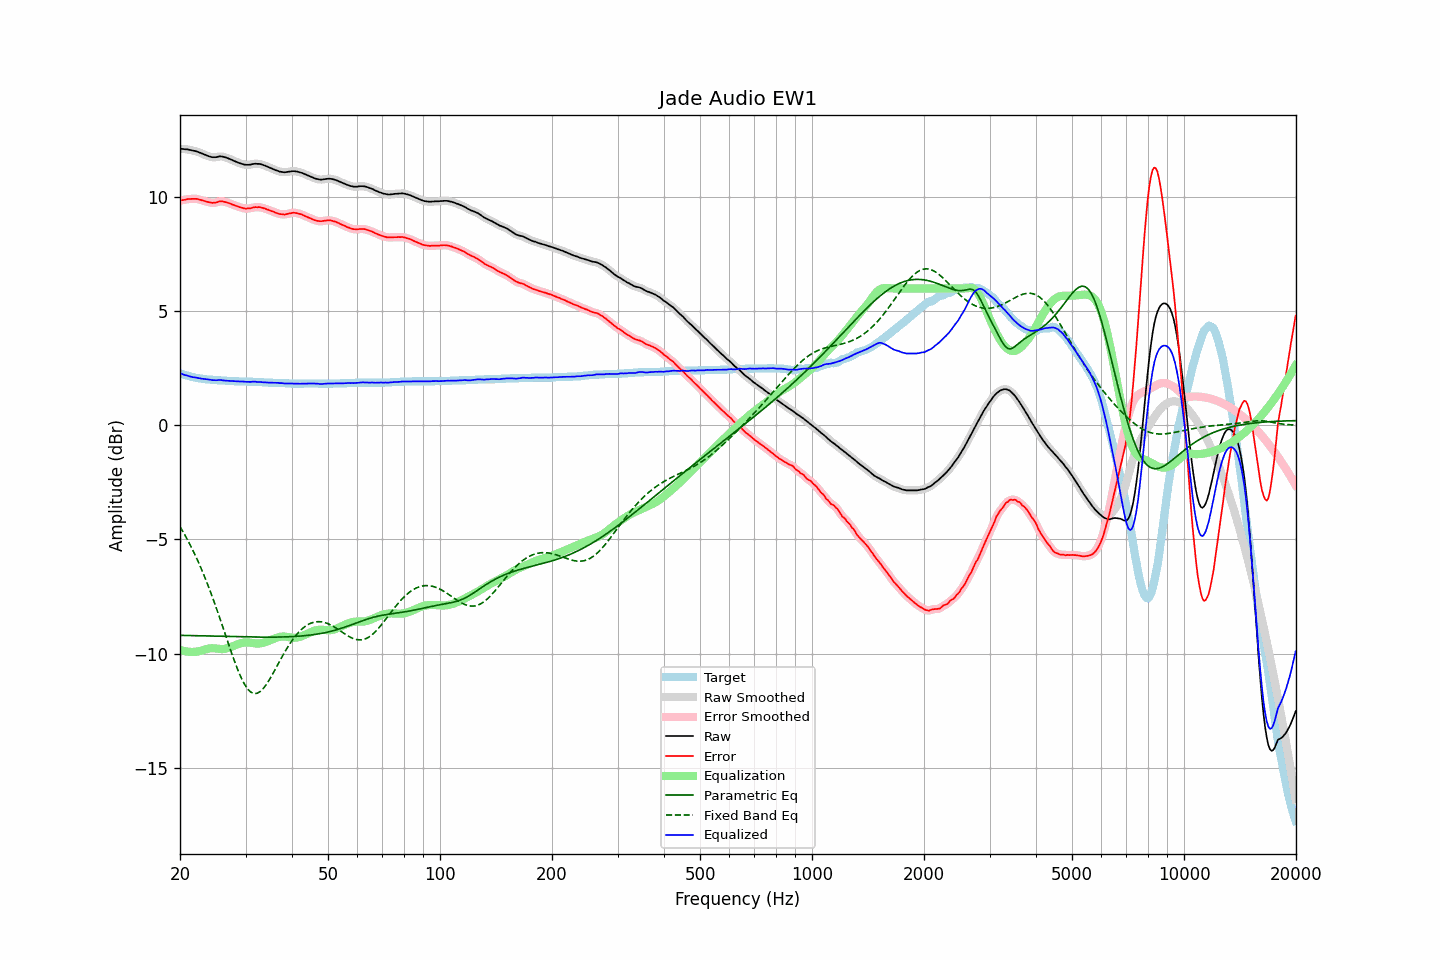 Jade Audio EW1
Amplitude (dBr)
10
5
0
−5
−10
−15
Target
Raw Smoothed
Error Smoothed
Raw
Error
Equalization
Parametric Eq
Fixed Band Eq
Equalized
20 50 100 200 500 1000 2000 5000 10000 20000
Frequency (Hz)